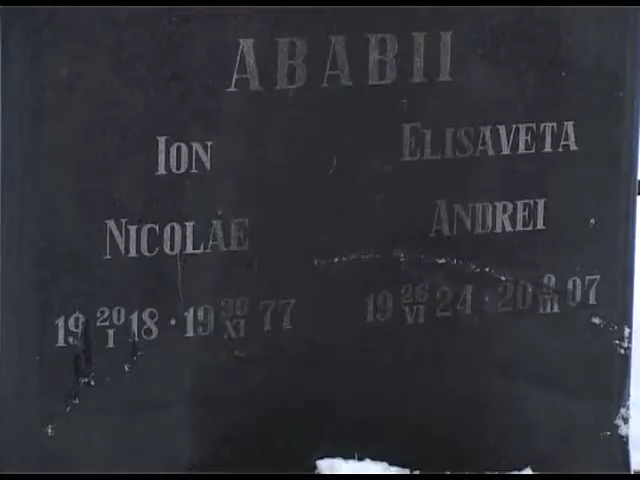 ABABII
ION
NICOLAE
19 20/I 18 · 19 30/XI 77
ELISAVETA
ANDREI
19 26/VI 24 · 20 9/III 07